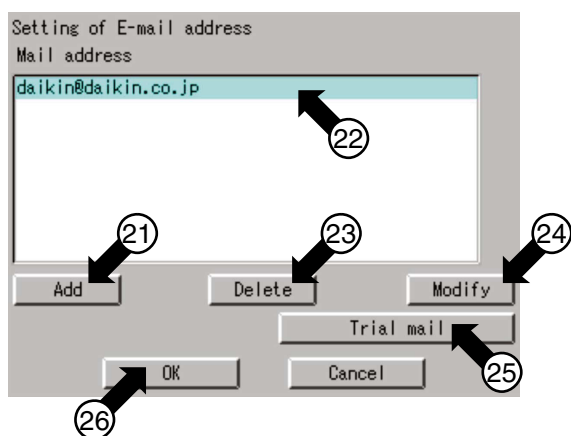 Setting of E-mail address
Mail address
daikin@daikin.co.jp
22
21 23 24
Add Delete Modify
Trial mail
25
OK Cancel
26